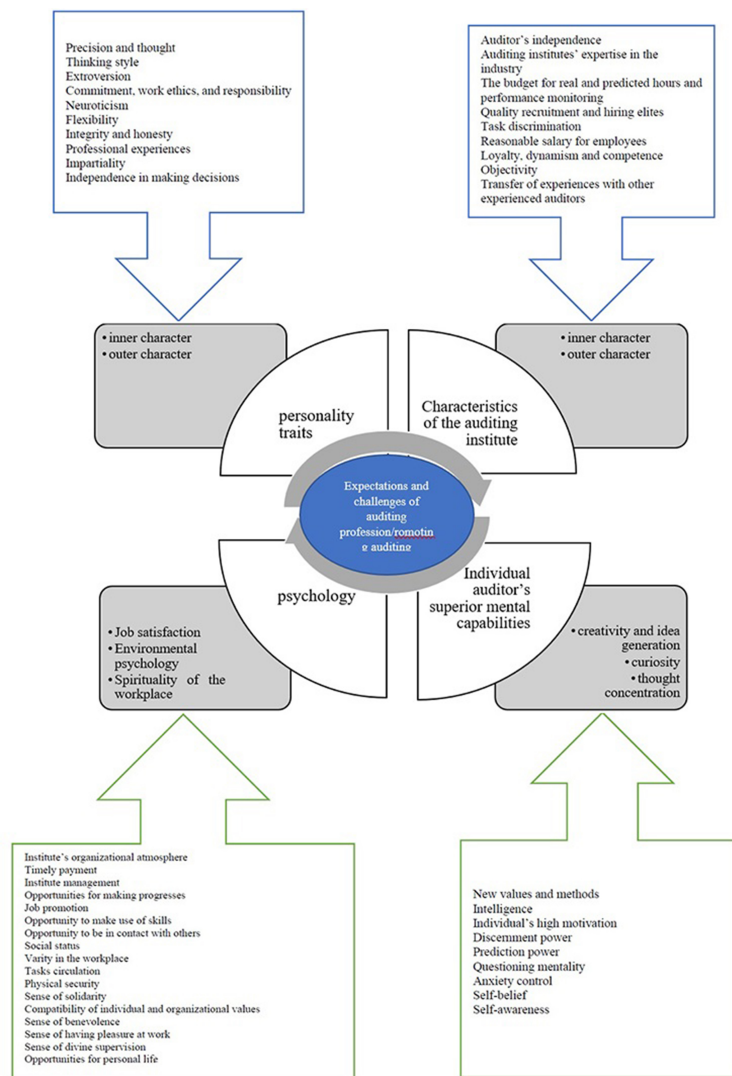 Precision and thought
Thinking style
Extroversion
Commitment, work ethics, and responsibility
Neuroticism
Flexibility
Integrity and honesty
Professional experiences
Impartiality
Independence in making decisions
Auditor's independence
Auditing institutes' expertise in the
industry
The budget for real and predicted hours and
performance monitoring
Quality recruitment and hiring elites
Task discrimination
Reasonable salary for employees
Loyalty, dynamism and competence
Objectivity
Transfer of experiences with other
experienced auditors
• inner character
• outer character
• inner character
• outer character
personality
traits
Characteristics
of the auditing
institute
Expectations and
challenges of
auditing
profession/romotin
g auditing
psychology
Individual
auditor's
superior mental
capabilities
• Job satisfaction
• Environmental
psychology
• Spirituality of the
workplace
• creativity and idea
generation
• curiosity
• thought
concentration
Institute's organizational atmosphere
Timely payment
Institute management
Opportunities for making progresses
Job promotion
Opportunity to make use of skills
Opportunity to be in contact with others
Social status
Varity in the workplace
Tasks circulation
Physical security
Sense of solidarity
Compatibility of individual and organizational values
Sense of benevolence
Sense of having pleasure at work
Sense of divine supervision
Opportunities for personal life
New values and methods
Intelligence
Individual's high motivation
Discernment power
Prediction power
Questioning mentality
Anxiety control
Self-belief
Self-awareness